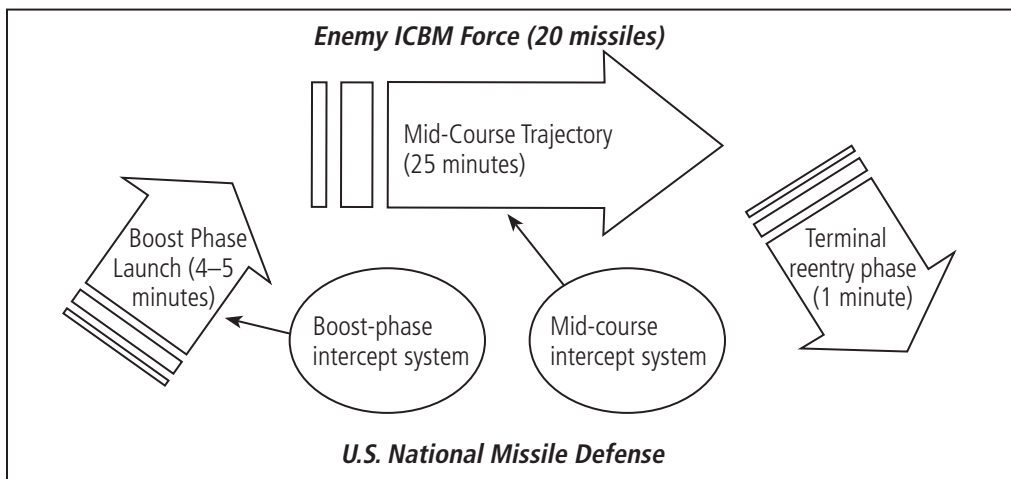 Enemy ICBM Force (20 missiles)
Mid-Course Trajectory
(25 minutes)
Boost Phase
Launch (4–5
minutes)
Terminal
reentry phase
(1 minute)
Boost-phase
intercept system
Mid-course
intercept system
U.S. National Missile Defense